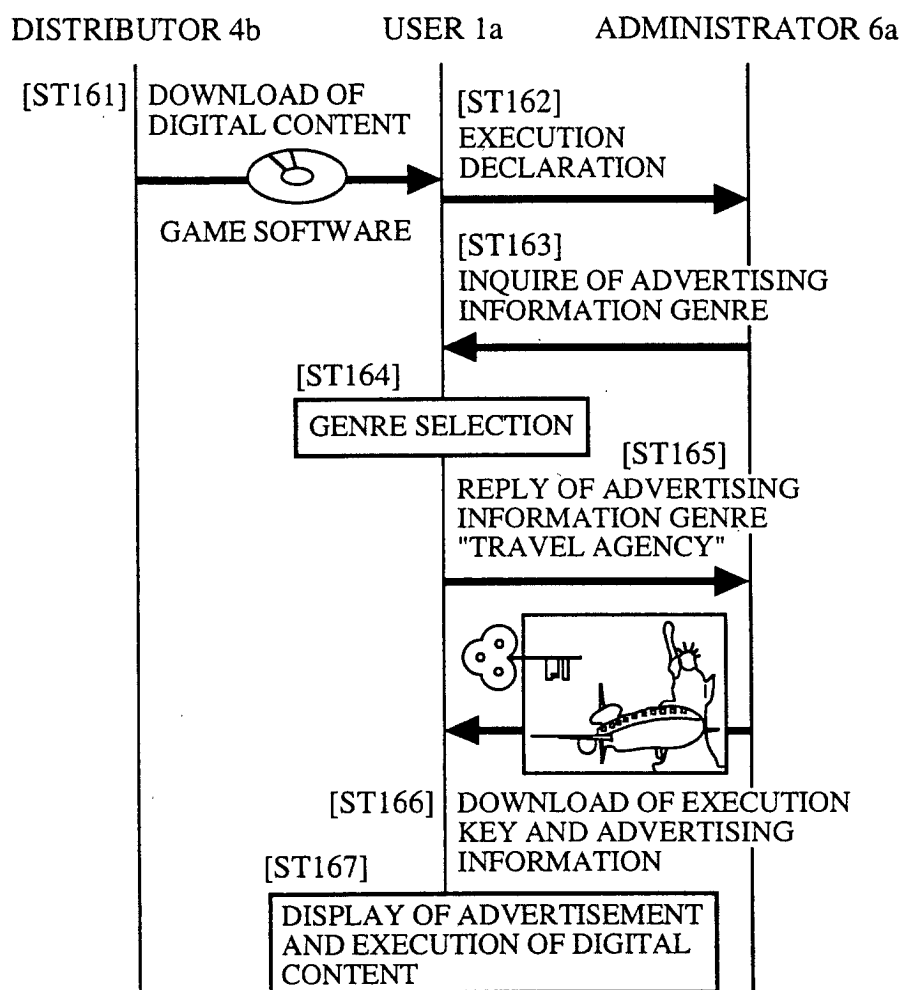 DISTRIBUTOR 4b
USER 1a
ADMINISTRATOR 6a
[ST161]
DOWNLOAD OF
DIGITAL CONTENT
GAME SOFTWARE
[ST162]
EXECUTION
DECLARATION
[ST163]
INQUIRE OF ADVERTISING
INFORMATION GENRE
[ST164]
GENRE SELECTION
[ST165]
REPLY OF ADVERTISING
INFORMATION GENRE
"TRAVEL AGENCY"
[ST166]
DOWNLOAD OF EXECUTION
KEY AND ADVERTISING
INFORMATION
[ST167]
DISPLAY OF ADVERTISEMENT
AND EXECUTION OF DIGITAL
CONTENT